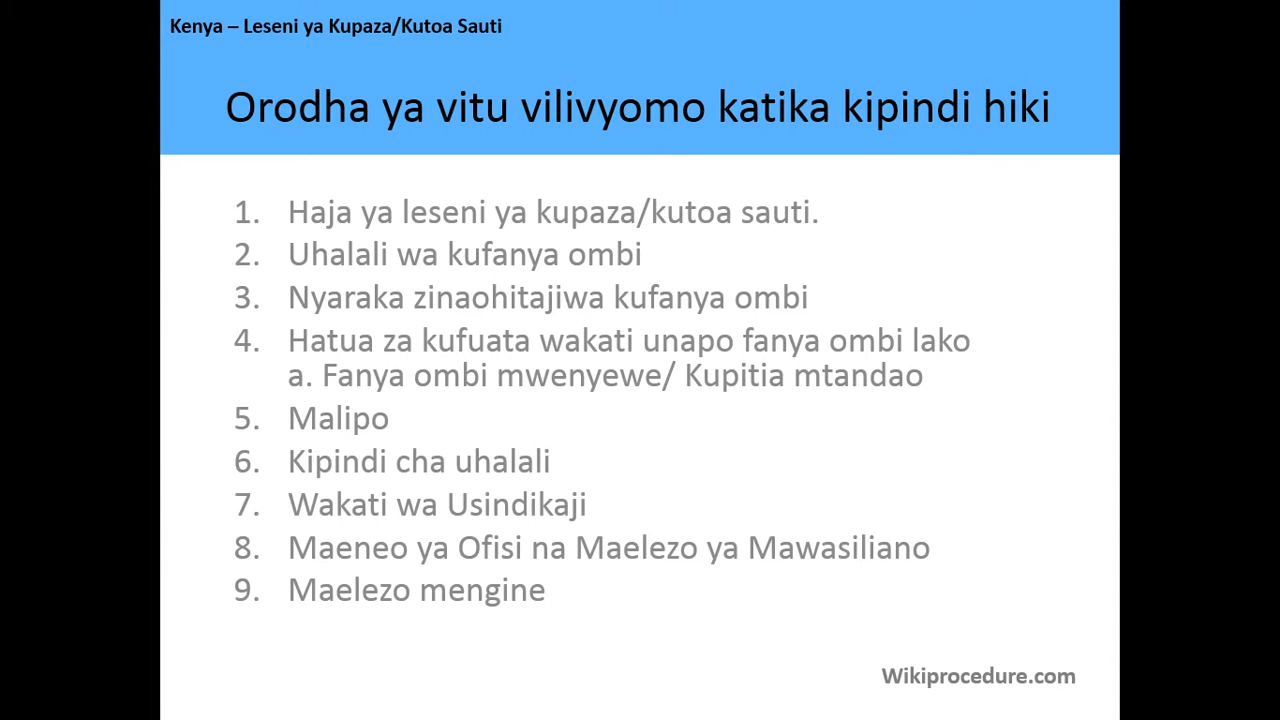 Kenya – Leseni ya Kupaza/Kutoa Sauti
Orodha ya vitu vilivyomo katika kipindi hiki
1. Haja ya leseni ya kupaza/kutoa sauti.
2. Uhalali wa kufanya ombi
3. Nyaraka zinaohitajiwa kufanya ombi
4. Hatua za kufuata wakati unapo fanya ombi lako
a. Fanya ombi mwenyewe/ Kupitia mtandao
5. Malipo
6. Kipindi cha uhalali
7. Wakati wa Usindikaji
8. Maeneo ya Ofisi na Maelezo ya Mawasiliano
9. Maelezo mengine
Wikiprocedure.com